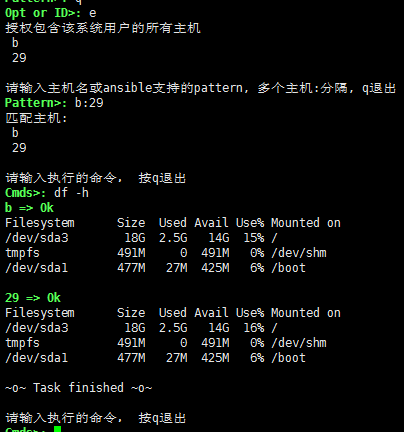 Pattern>: q
Opt or ID>: e
授权包含该系统用户的所有主机
b
29
请输入主机名或ansible支持的pattern, 多个主机:分隔, q退出
Pattern>: b:29
匹配主机:
b
29
请输入执行的命令， 按q退出
Cmds>: df -h
b => Ok
Filesystem      Size  Used Avail Use% Mounted on
/dev/sda3        18G  2.5G   14G  15% /
tmpfs           491M     0  491M   0% /dev/shm
/dev/sda1       477M   27M  425M   6% /boot
29 => Ok
Filesystem      Size  Used Avail Use% Mounted on
/dev/sda3        18G  2.5G   14G  16% /
tmpfs           491M     0  491M   0% /dev/shm
/dev/sda1       477M   27M  425M   6% /boot
~o~ Task finished ~o~
请输入执行的命令， 按q退出
Cmds>: